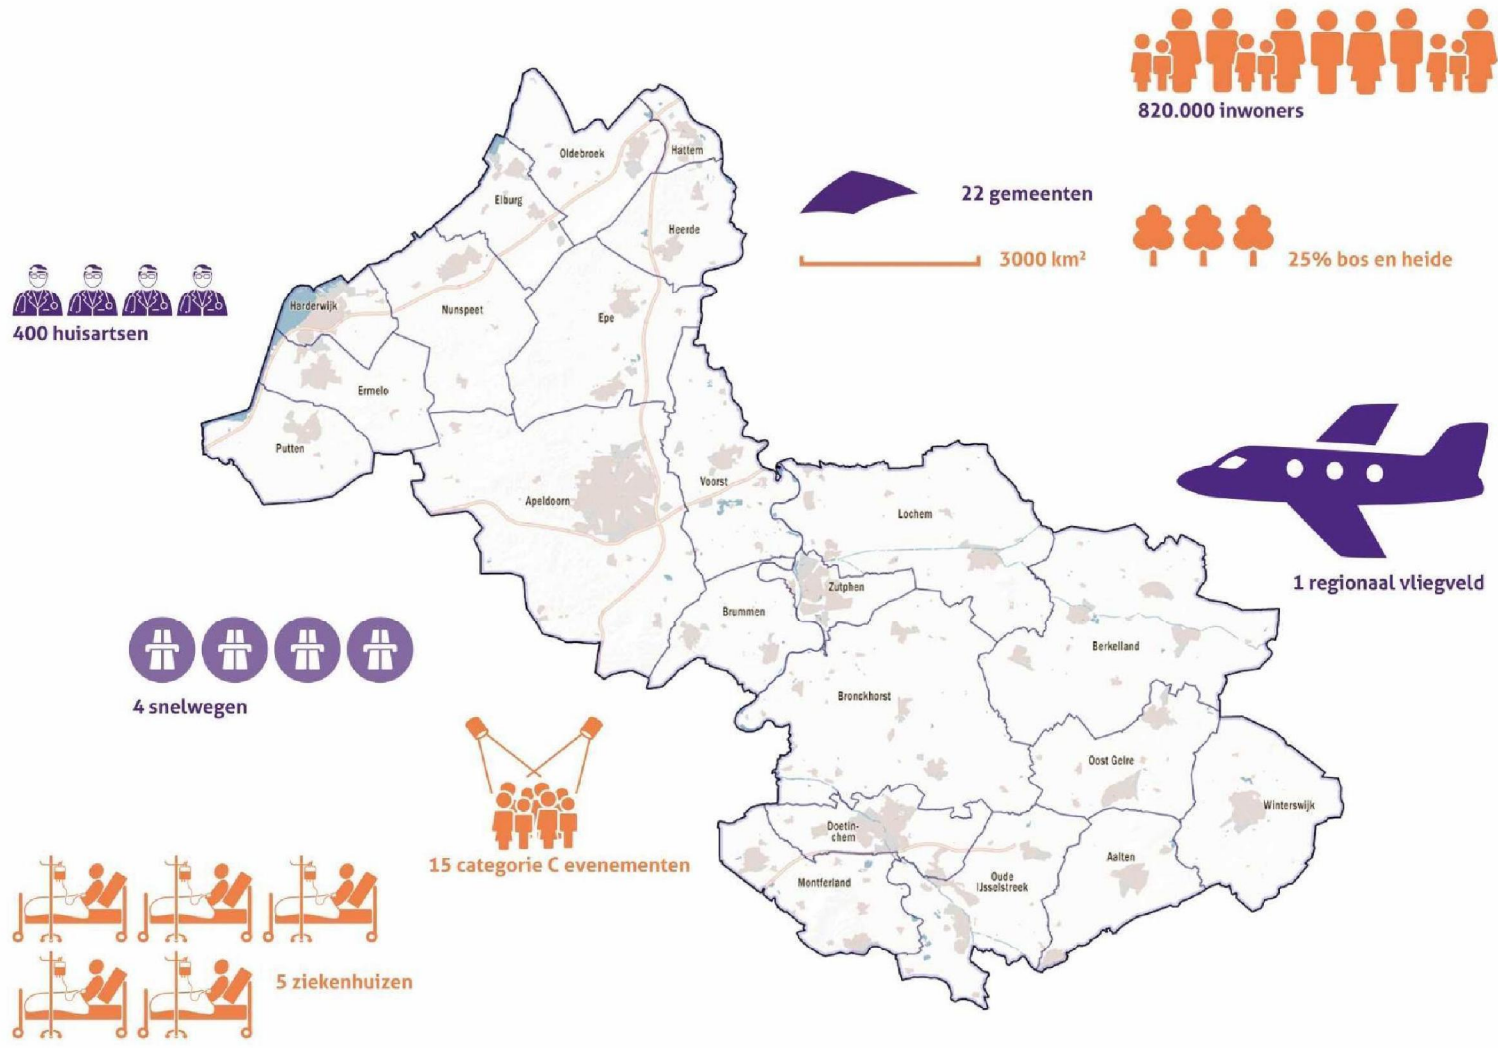 820.000 inwoners
22 gemeenten
3000 km²
25% bos en heide
400 huisartsen
Oldebroek
Hattem
Elburg
Heerde
Harderwijk
Nunspeet
Epe
Ermelo
Putten
Apeldoorn
Voorst
Lochem
Zutphen
Brummen
1 regionaal vliegveld
Berkelland
Bronckhorst
4 snelwegen
Oost Gelre
Winterswijk
Doetin-
chem
Aalten
Montferland
Oude
IJsselstreek
15 categorie C evenementen
5 ziekenhuizen